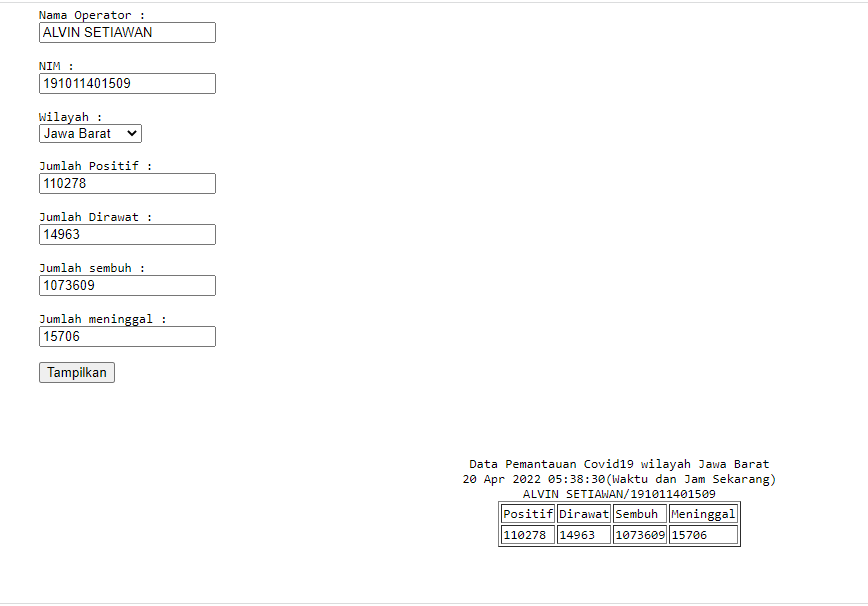 Nama Operator :
ALVIN SETIAWAN
NIM :
191011401509
Wilayah :
Jawa Barat
Jumlah Positif :
110278
Jumlah Dirawat :
14963
Jumlah sembuh :
1073609
Jumlah meninggal :
15706
Tampilkan
Data Pemantauan Covid19 wilayah Jawa Barat
20 Apr 2022 05:38:30(Waktu dan Jam Sekarang)
ALVIN SETIAWAN/191011401509
Positif Dirawat Sembuh Meninggal
110278 14963 1073609 15706